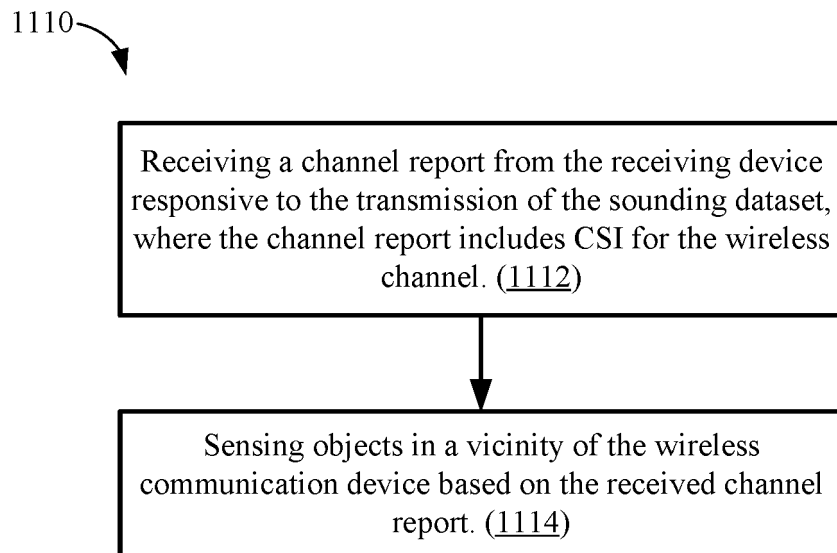 1110
Receiving a channel report from the receiving device
responsive to the transmission of the sounding dataset,
where the channel report includes CSI for the wireless
channel. (1112)
Sensing objects in a vicinity of the wireless
communication device based on the received channel
report. (1114)